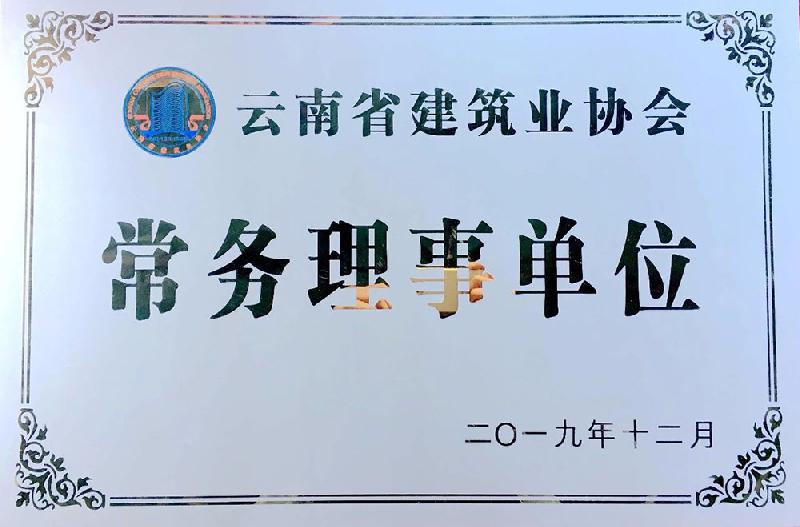 云南省建筑业协会
常务理事单位
二〇一九年十二月